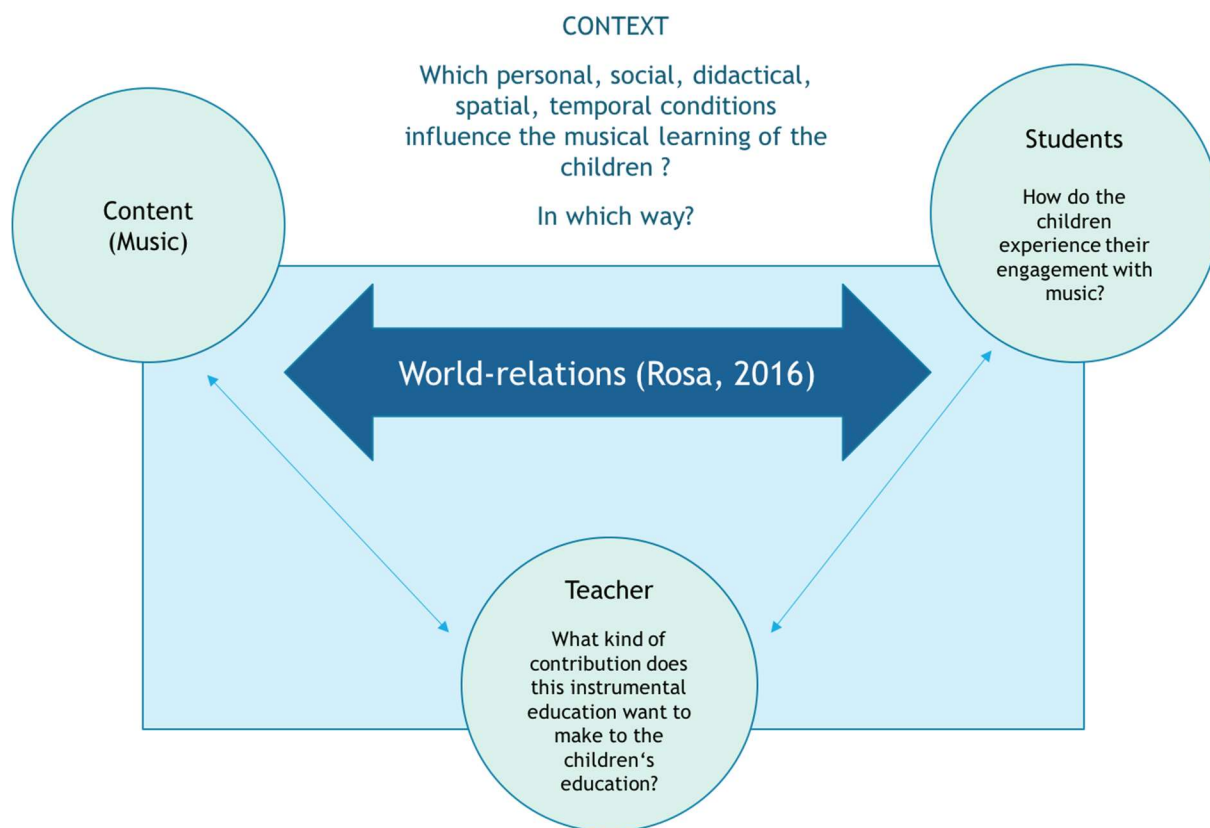 CONTEXT
Which personal, social, didactical,
spatial, temporal conditions
influence the musical learning of the
children ?
In which way?
Content
(Music)
Students
How do the
children
experience their
engagement with
music?
World-relations (Rosa, 2016)
Teacher
What kind of
contribution does
this instrumental
education want to
make to the
children‘s
education?